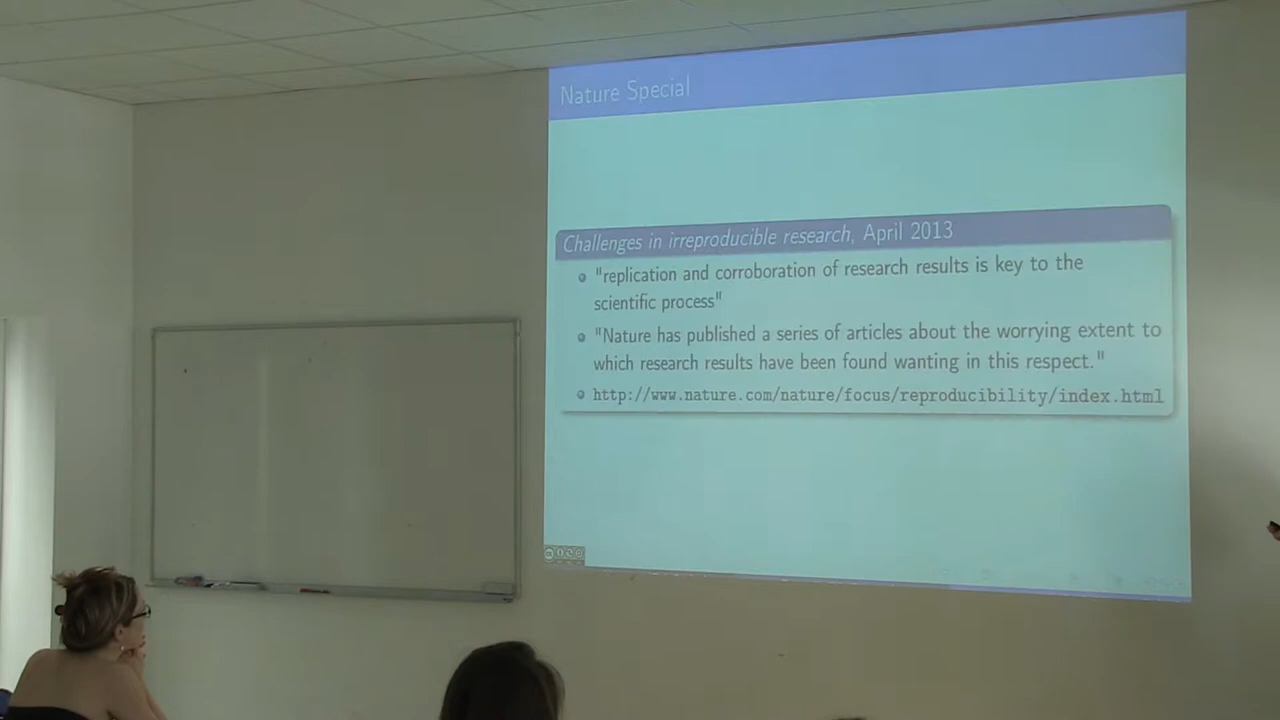 Nature Special
Challenges in irreproducible research, April 2013
"replication and corroboration of research results is key to the
scientific process"
"Nature has published a series of articles about the worrying extent to
which research results have been found wanting in this respect."
http://www.nature.com/nature/focus/reproducibility/index.html